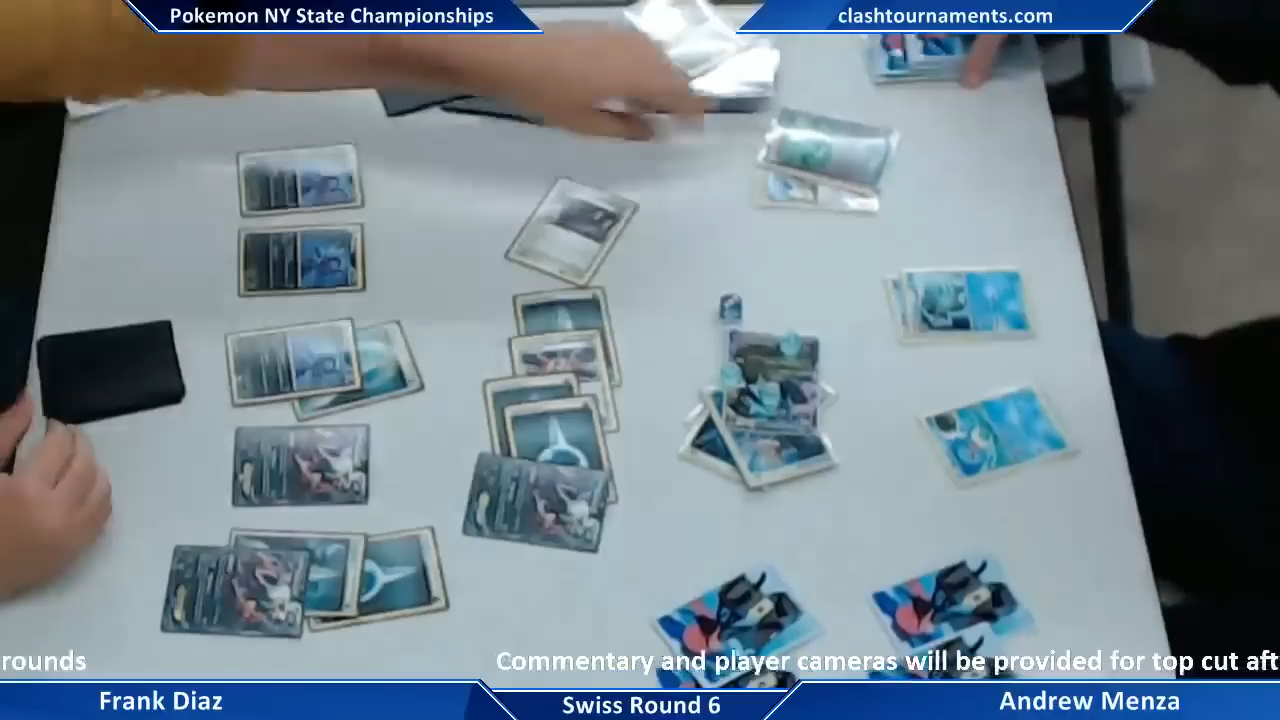 Pokemon NY State Championships
clashtournaments.com
rounds
Commentary and player cameras will be provided for top cut aft
Frank Diaz
Swiss Round 6
Andrew Menza